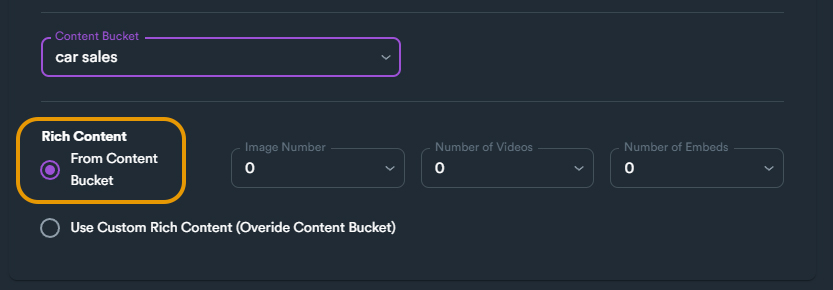 Content Bucket
car sales
Rich Content
From Content
Bucket
Image Number
0
Number of Videos
0
Number of Embeds
0
Use Custom Rich Content (Overide Content Bucket)